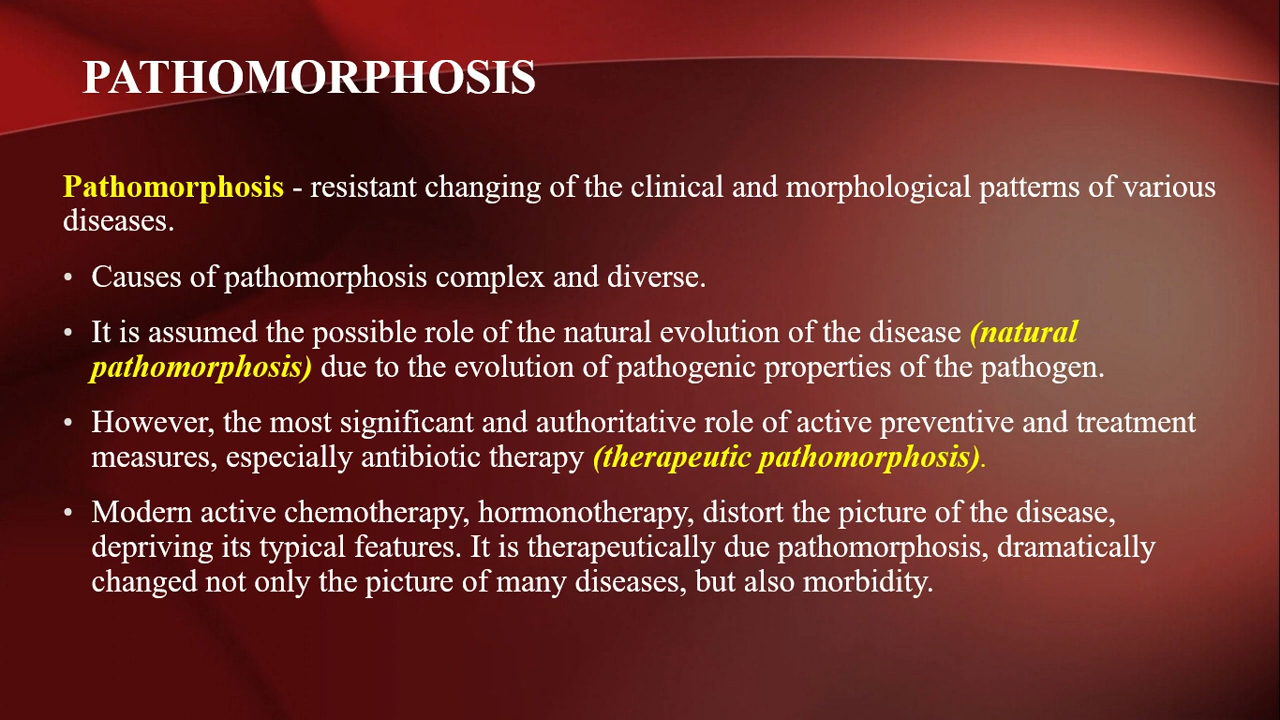 PATHOMORPHOSIS
Pathomorphosis - resistant changing of the clinical and morphological patterns of various
diseases.
• Causes of pathomorphosis complex and diverse.
• It is assumed the possible role of the natural evolution of the disease (natural
pathomorphosis) due to the evolution of pathogenic properties of the pathogen.
• However, the most significant and authoritative role of active preventive and treatment
measures, especially antibiotic therapy (therapeutic pathomorphosis).
• Modern active chemotherapy, hormonotherapy, distort the picture of the disease,
depriving its typical features. It is therapeutically due pathomorphosis, dramatically
changed not only the picture of many diseases, but also morbidity.